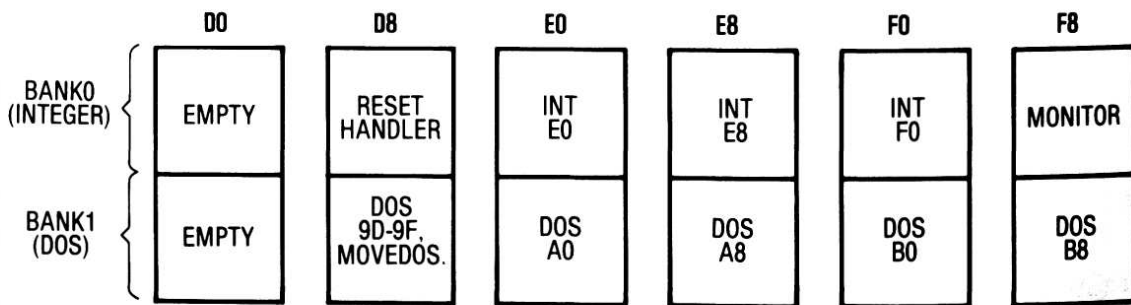 D0 D8 E0 E8 F0 F8
BANK0
(INTEGER)
EMPTY
RESET
HANDLER
INT
E0
INT
E8
INT
F0
MONITOR
BANK1
(DOS)
EMPTY
DOS
9D-9F,
MOVEDOS.
DOS
A0
DOS
A8
DOS
B0
DOS
B8